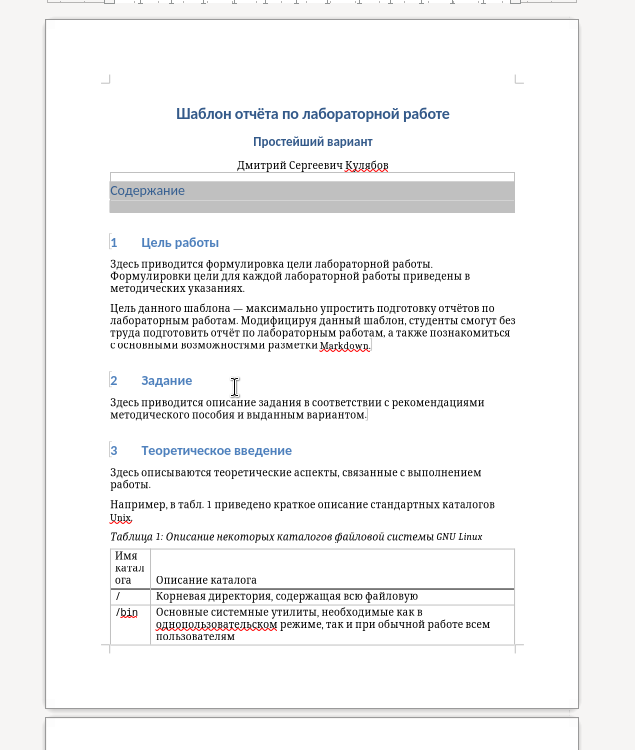 Шаблон отчёта по лабораторной работе
Простейший вариант
Дмитрий Сергеевич Кулябов
Содержание
1 Цель работы
Здесь приводится формулировка цели лабораторной работы.
Формулировки цели для каждой лабораторной работы приведены в
методических указаниях.
Цель данного шаблона — максимально упростить подготовку отчётов по
лабораторным работам. Модифицируя данный шаблон, студенты смогут без
труда подготовить отчёт по лабораторным работам, а также познакомиться
с основными возможностями разметки Markdown.
2 Задание
Здесь приводится описание задания в соответствии с рекомендациями
методического пособия и выданным вариантом.
3 Теоретическое введение
Здесь описываются теоретические аспекты, связанные с выполнением
работы.
Например, в табл. 1 приведено краткое описание стандартных каталогов
Unix.
Таблица 1: Описание некоторых каталогов файловой системы GNU Linux
Имя
катал
ога Описание каталога
/ Корневая директория, содержащая всю файловую
/bin Основные системные утилиты, необходимые как в
однопользовательском режиме, так и при обычной работе всем
пользователям